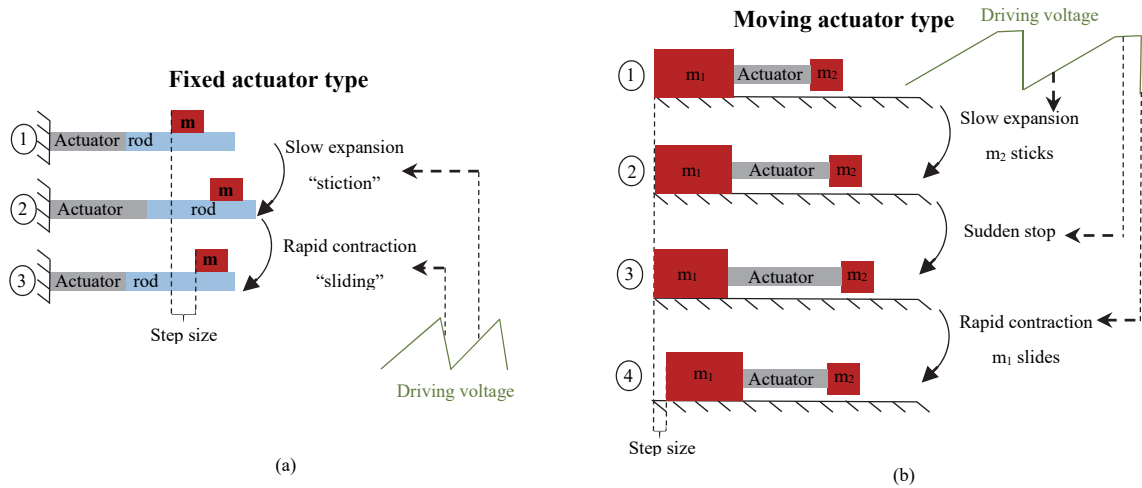 Fixed actuator type
1
Actuator
rod
m
Slow expansion
“stiction”
2
Actuator
rod
m
Rapid contraction
“sliding”
3
Actuator
rod
m
Step size
Driving voltage
(a)
Moving actuator type
Driving voltage
1
m1
Actuator
m2
Slow expansion
m2 sticks
2
m1
Actuator
m2
Sudden stop
3
m1
Actuator
m2
Rapid contraction
m1 slides
4
m1
Actuator
m2
Step size
(b)